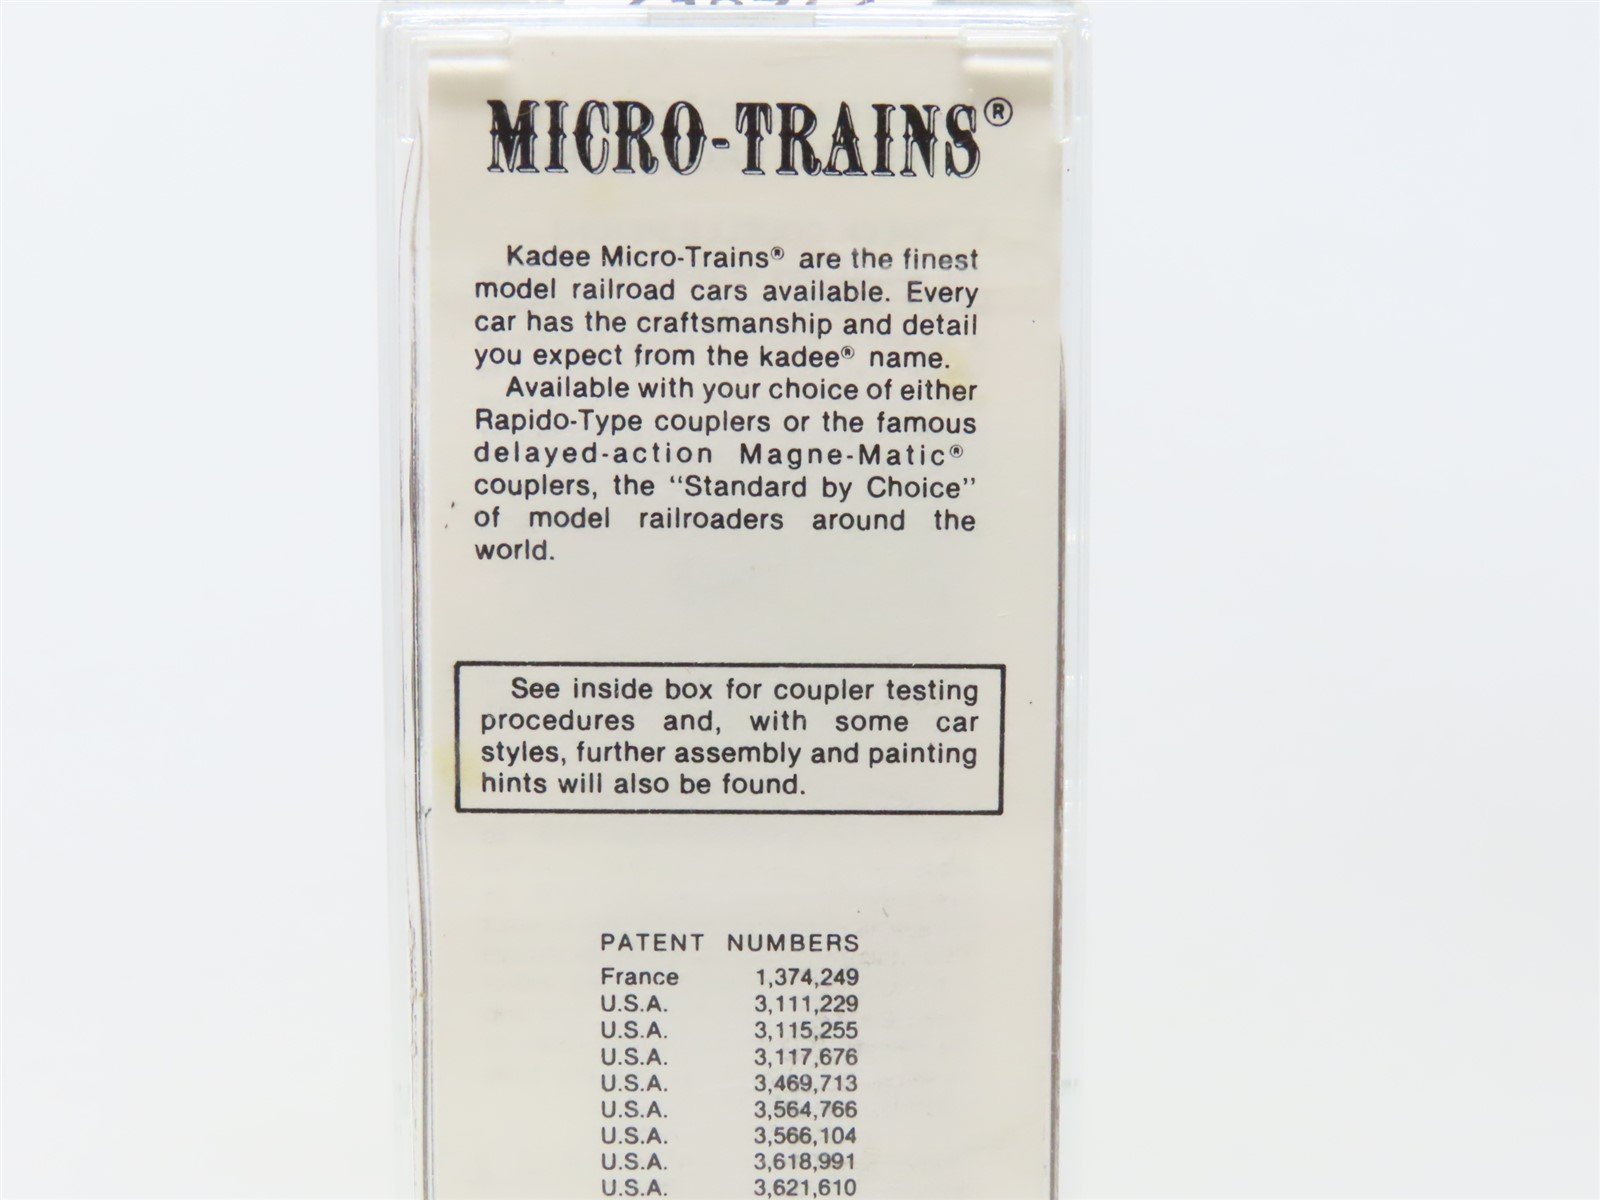 MICRO-TRAINS®
Kadee Micro-Trains® are the finest
model railroad cars available. Every
car has the craftsmanship and detail
you expect from the kadee® name.
Available with your choice of either
Rapido-Type couplers or the famous
delayed-action Magne-Matic®
couplers, the “Standard by Choice”
of model railroaders around the
world.
See inside box for coupler testing
procedures and, with some car
styles, further assembly and painting
hints will also be found.
PATENT NUMBERS
France 1,374,249
U.S.A. 3,111,229
U.S.A. 3,115,255
U.S.A. 3,117,676
U.S.A. 3,469,713
U.S.A. 3,564,766
U.S.A. 3,566,104
U.S.A. 3,618,991
U.S.A. 3,621,610